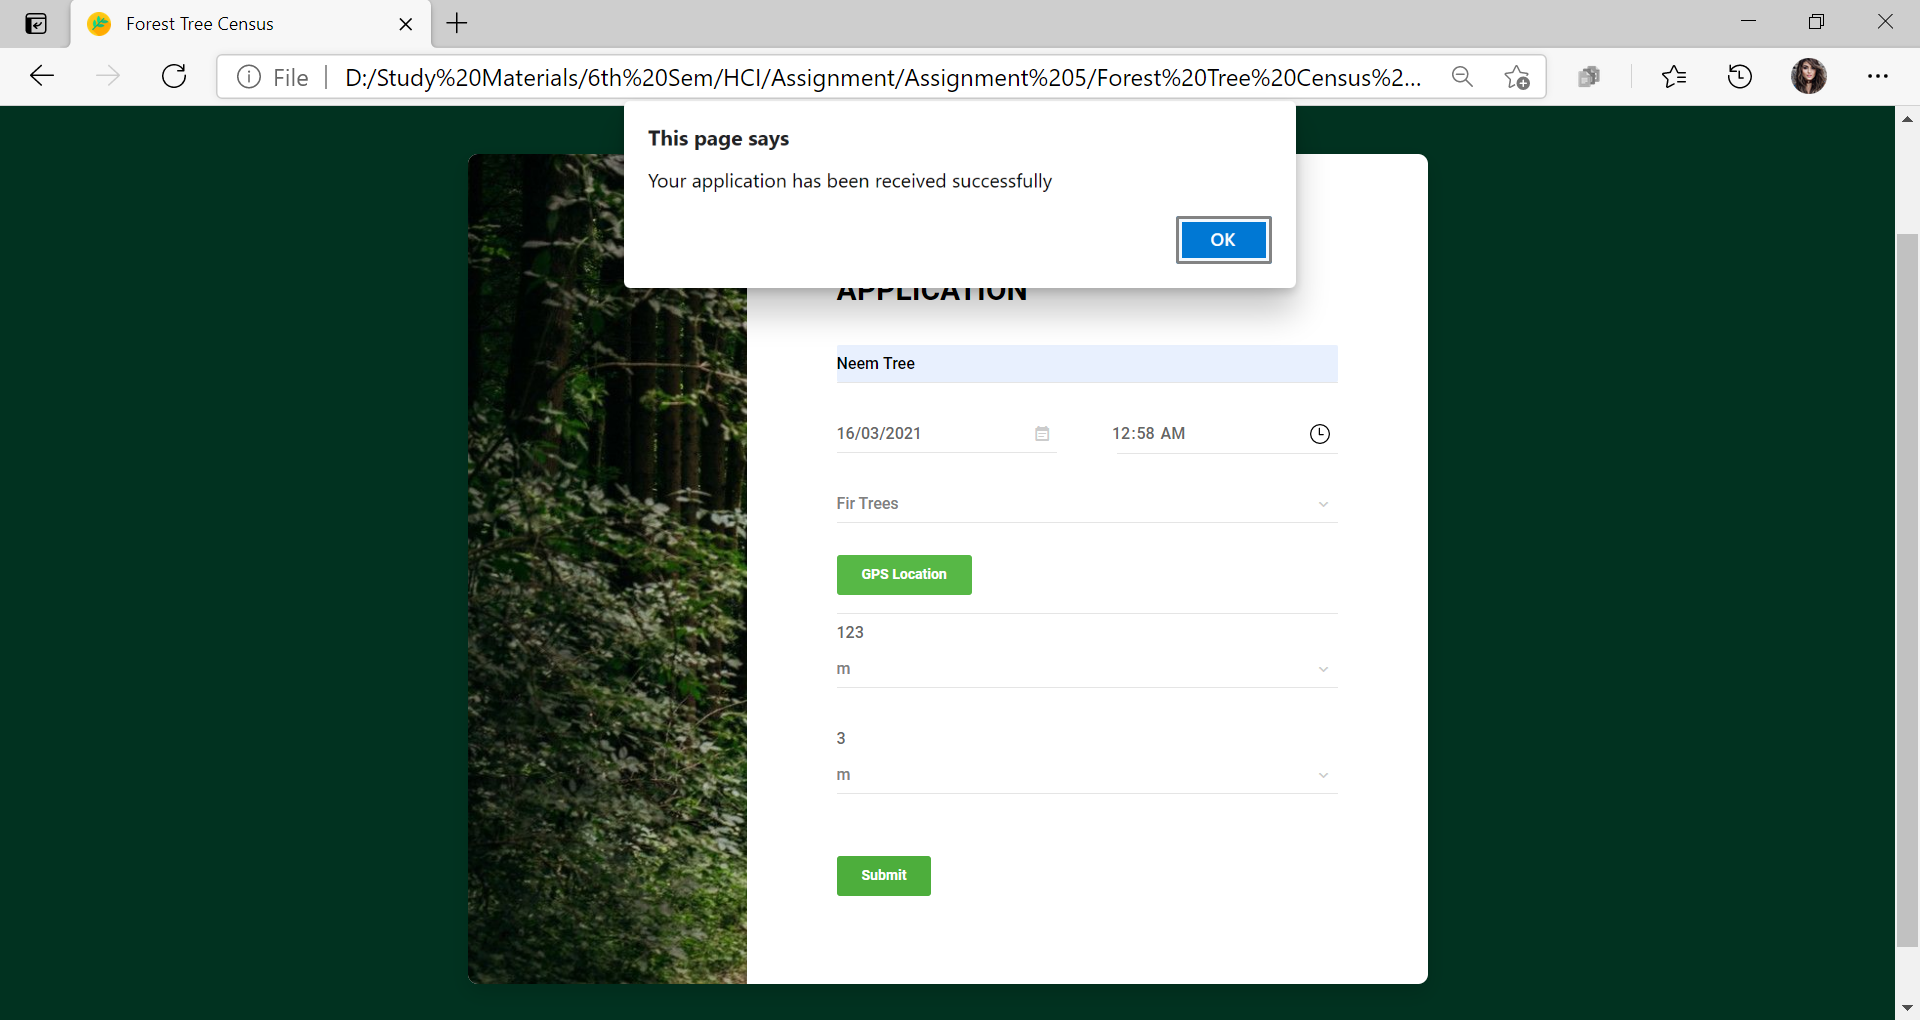 Forest Tree Census
File
D:/Study%20Materials/6th%20Sem/HCI/Assignment/Assignment%205/Forest%20Tree%20Census%2...
This page says
Your application has been received successfully
OK
APPLICATION
Neem Tree
16/03/2021
12:58 AM
Fir Trees
GPS Location
123
m
3
m
Submit